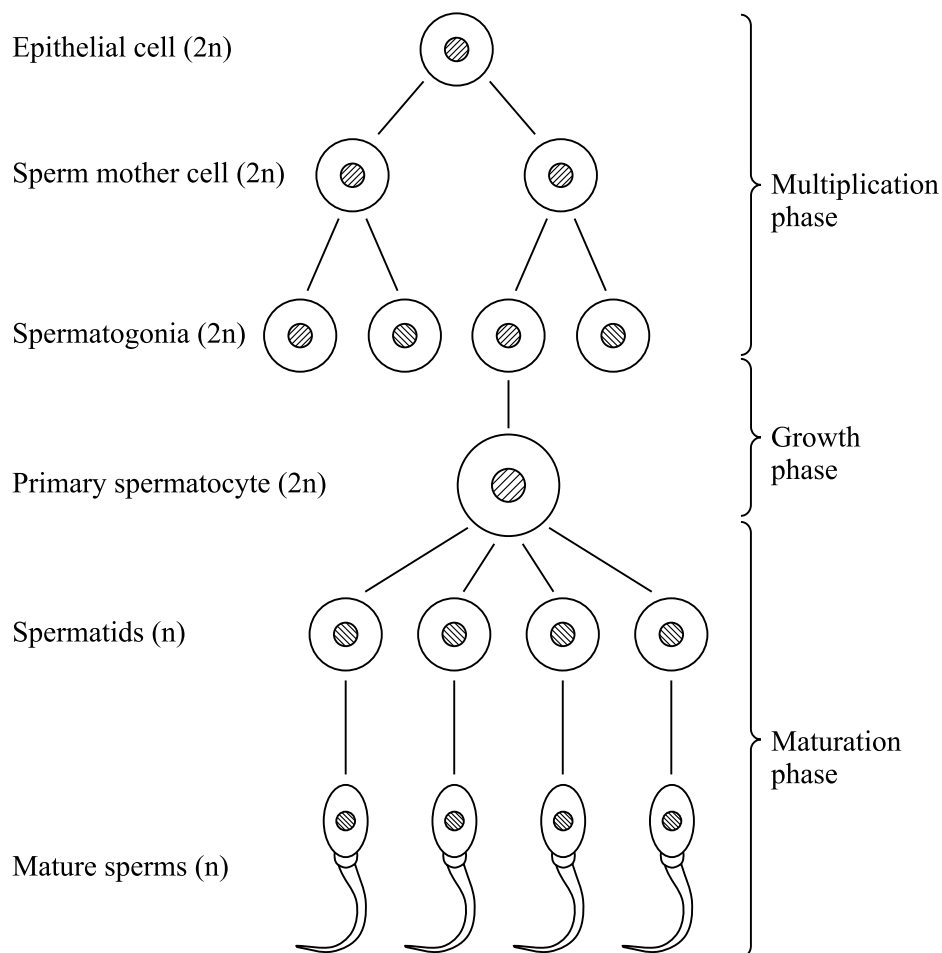 Epithelial cell (2n)
Sperm mother cell (2n)
Multiplication
phase
Spermatogonia (2n)
Growth
phase
Primary spermatocyte (2n)
Spermatids (n)
Maturation
phase
Mature sperms (n)